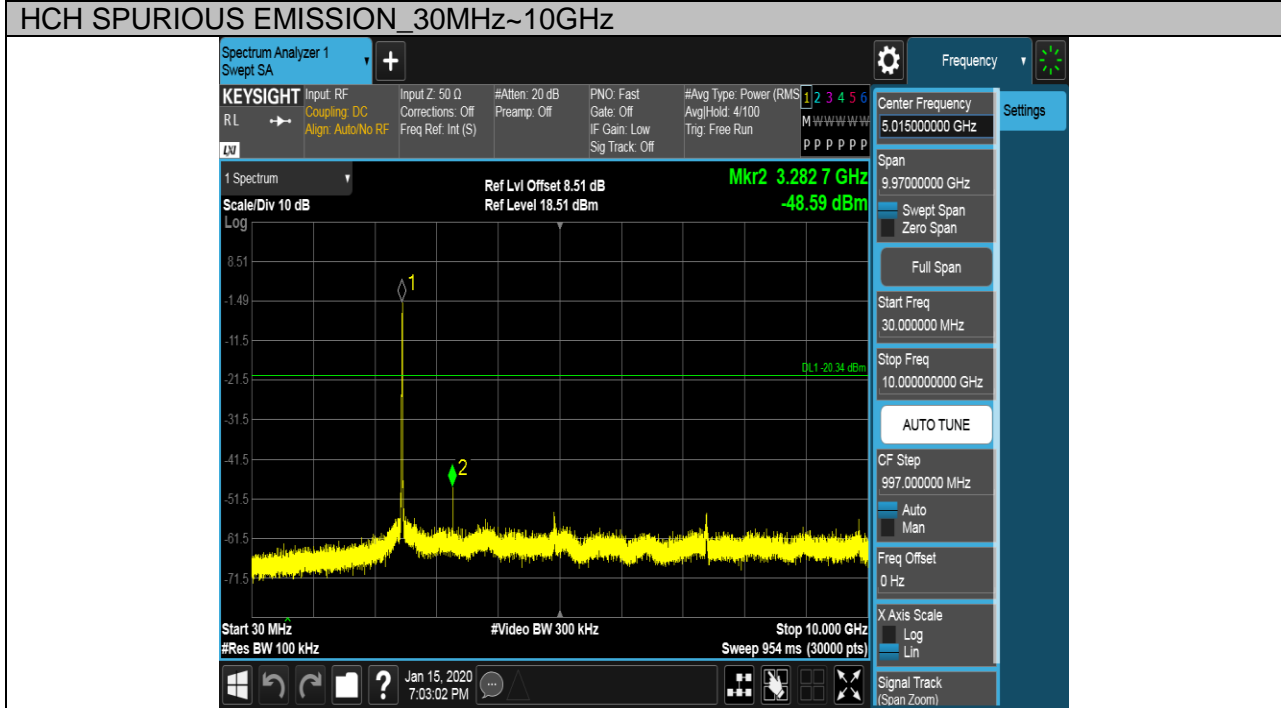 HCH SPURIOUS EMISSION_30MHz~10GHz
Spectrum Analyzer 1
Swept SA
+
Frequency
KEYSIGHT
RL
LXI
Input: RF
Coupling: DC
Align: Auto/No RF
Input Z: 50 Ω
Corrections: Off
Freq Ref: Int (S)
#Atten: 20 dB
Preamp: Off
PNO: Fast
Gate: Off
IF Gain: Low
Sig Track: Off
#Avg Type: Power (RMS
Avg|Hold: 4/100
Trig: Free Run
1 2 3 4 5 6
M W W W W W
P P P P P P
1 Spectrum
Scale/Div 10 dB
Log
Ref Lvl Offset 8.51 dB
Ref Level 18.51 dBm
Mkr2 3.282 7 GHz
-48.59 dBm
8.51
-1.49
-11.5
-21.5
-31.5
-41.5
-51.5
-61.5
-71.5
1
2
DL1 -20.34 dBm
Start 30 MHz
#Res BW 100 kHz
#Video BW 300 kHz
Stop 10.000 GHz
Sweep 954 ms (30000 pts)
Center Frequency
5.015000000 GHz
Span
9.97000000 GHz
Swept Span
Zero Span
Full Span
Start Freq
30.000000 MHz
Stop Freq
10.000000000 GHz
AUTO TUNE
CF Step
997.000000 MHz
Auto
Man
Freq Offset
0 Hz
X Axis Scale
Log
Lin
Signal Track
(Span Zoom)
Settings
?
Jan 15, 2020
7:03:02 PM